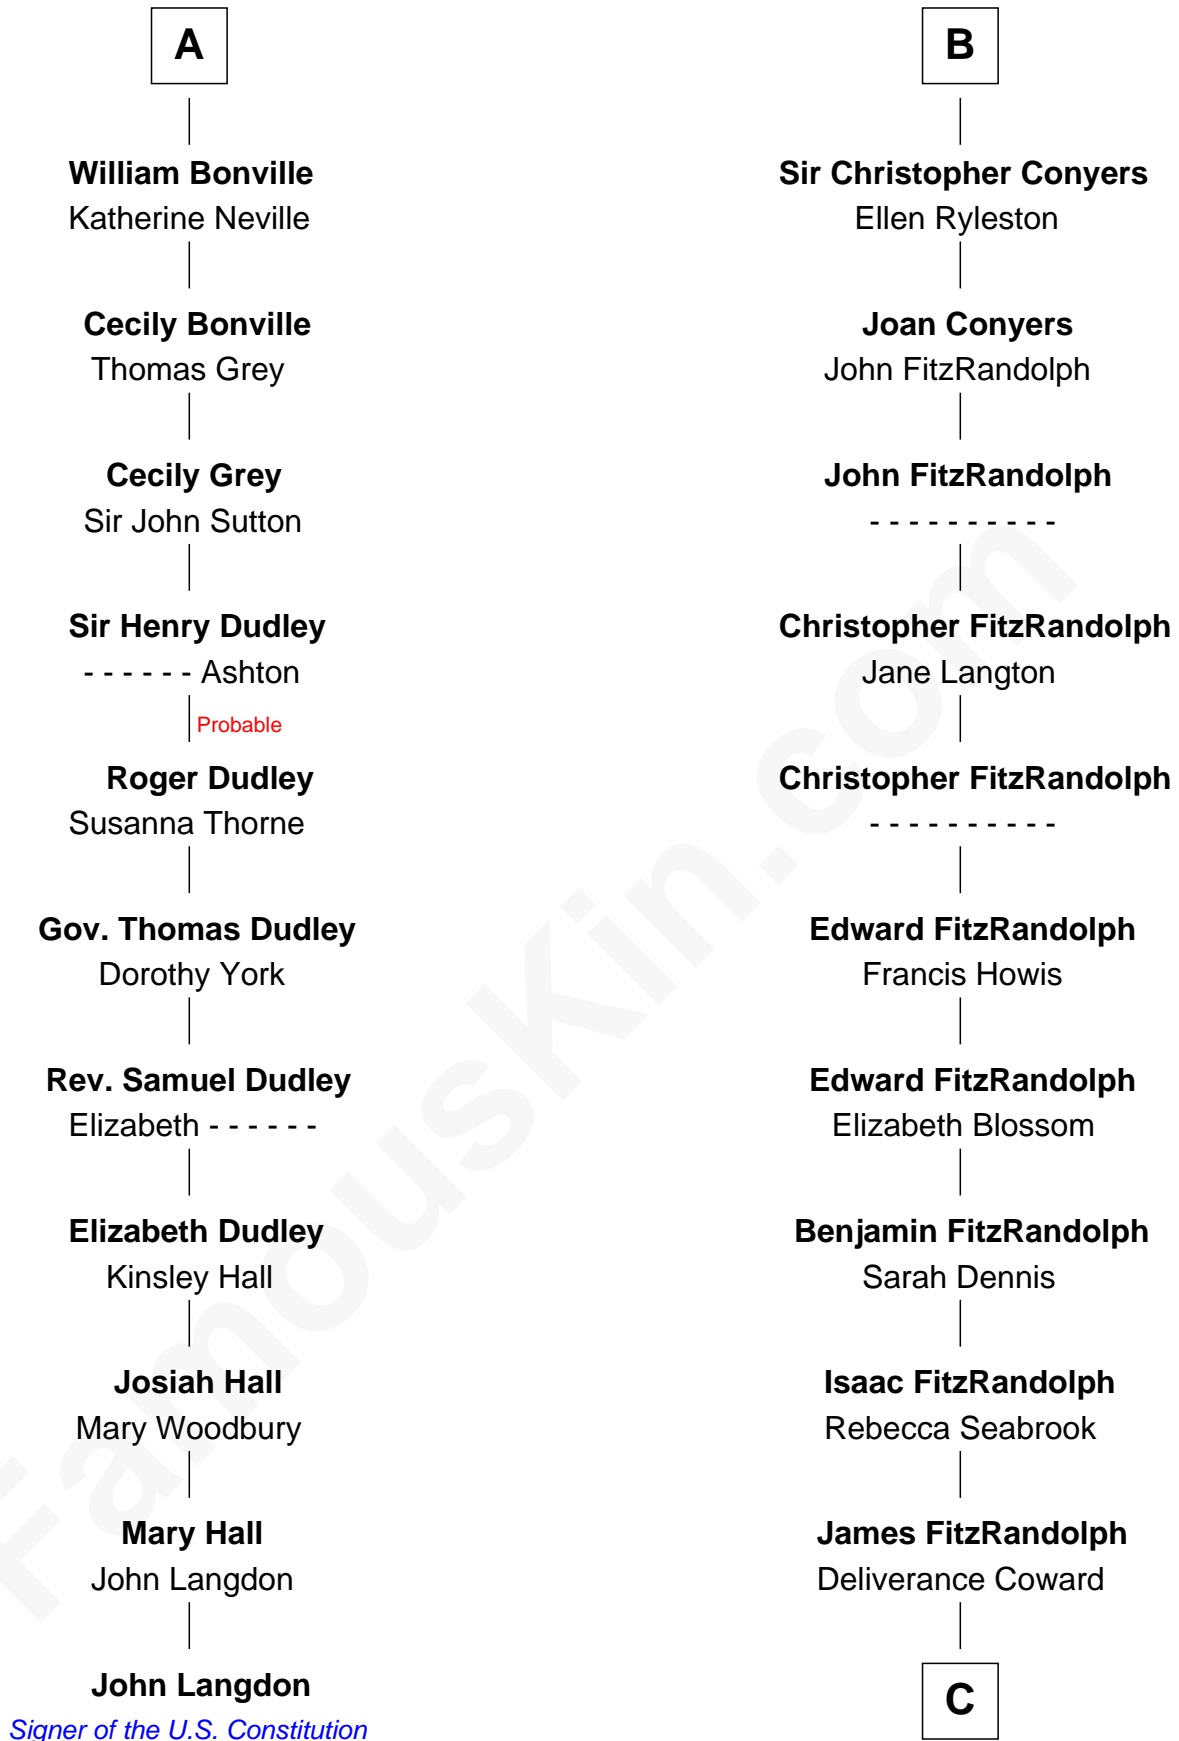 A
William Bonville
Katherine Neville
Cecily Bonville
Thomas Grey
Cecily Grey
Sir John Sutton
Sir Henry Dudley
- - - - - - Ashton
Probable
Roger Dudley
Susanna Thorne
Gov. Thomas Dudley
Dorothy York
Rev. Samuel Dudley
Elizabeth - - - - - -
Elizabeth Dudley
Kinsley Hall
Josiah Hall
Mary Woodbury
Mary Hall
John Langdon
John Langdon
Signer of the U.S. Constitution
B
Sir Christopher Conyers
Ellen Ryleston
Joan Conyers
John FitzRandolph
John FitzRandolph
- - - - - - - - - -
Christopher FitzRandolph
Jane Langton
Christopher FitzRandolph
- - - - - - - - - -
Edward FitzRandolph
Francis Howis
Edward FitzRandolph
Elizabeth Blossom
Benjamin FitzRandolph
Sarah Dennis
Isaac FitzRandolph
Rebecca Seabrook
James FitzRandolph
Deliverance Coward
C
FamousKin.com